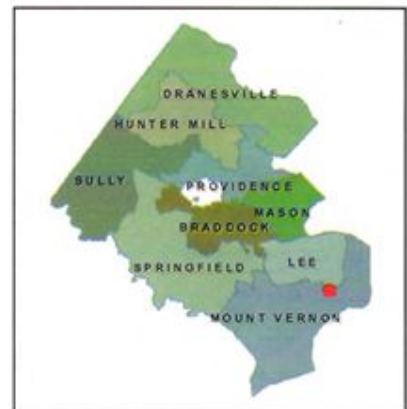 DRANESVILLE
HUNTER MILL
SULLY
PROVIDENCE
MASON
BRADDOCK
LEE
SPRINGFIELD
MOUNT VERNON